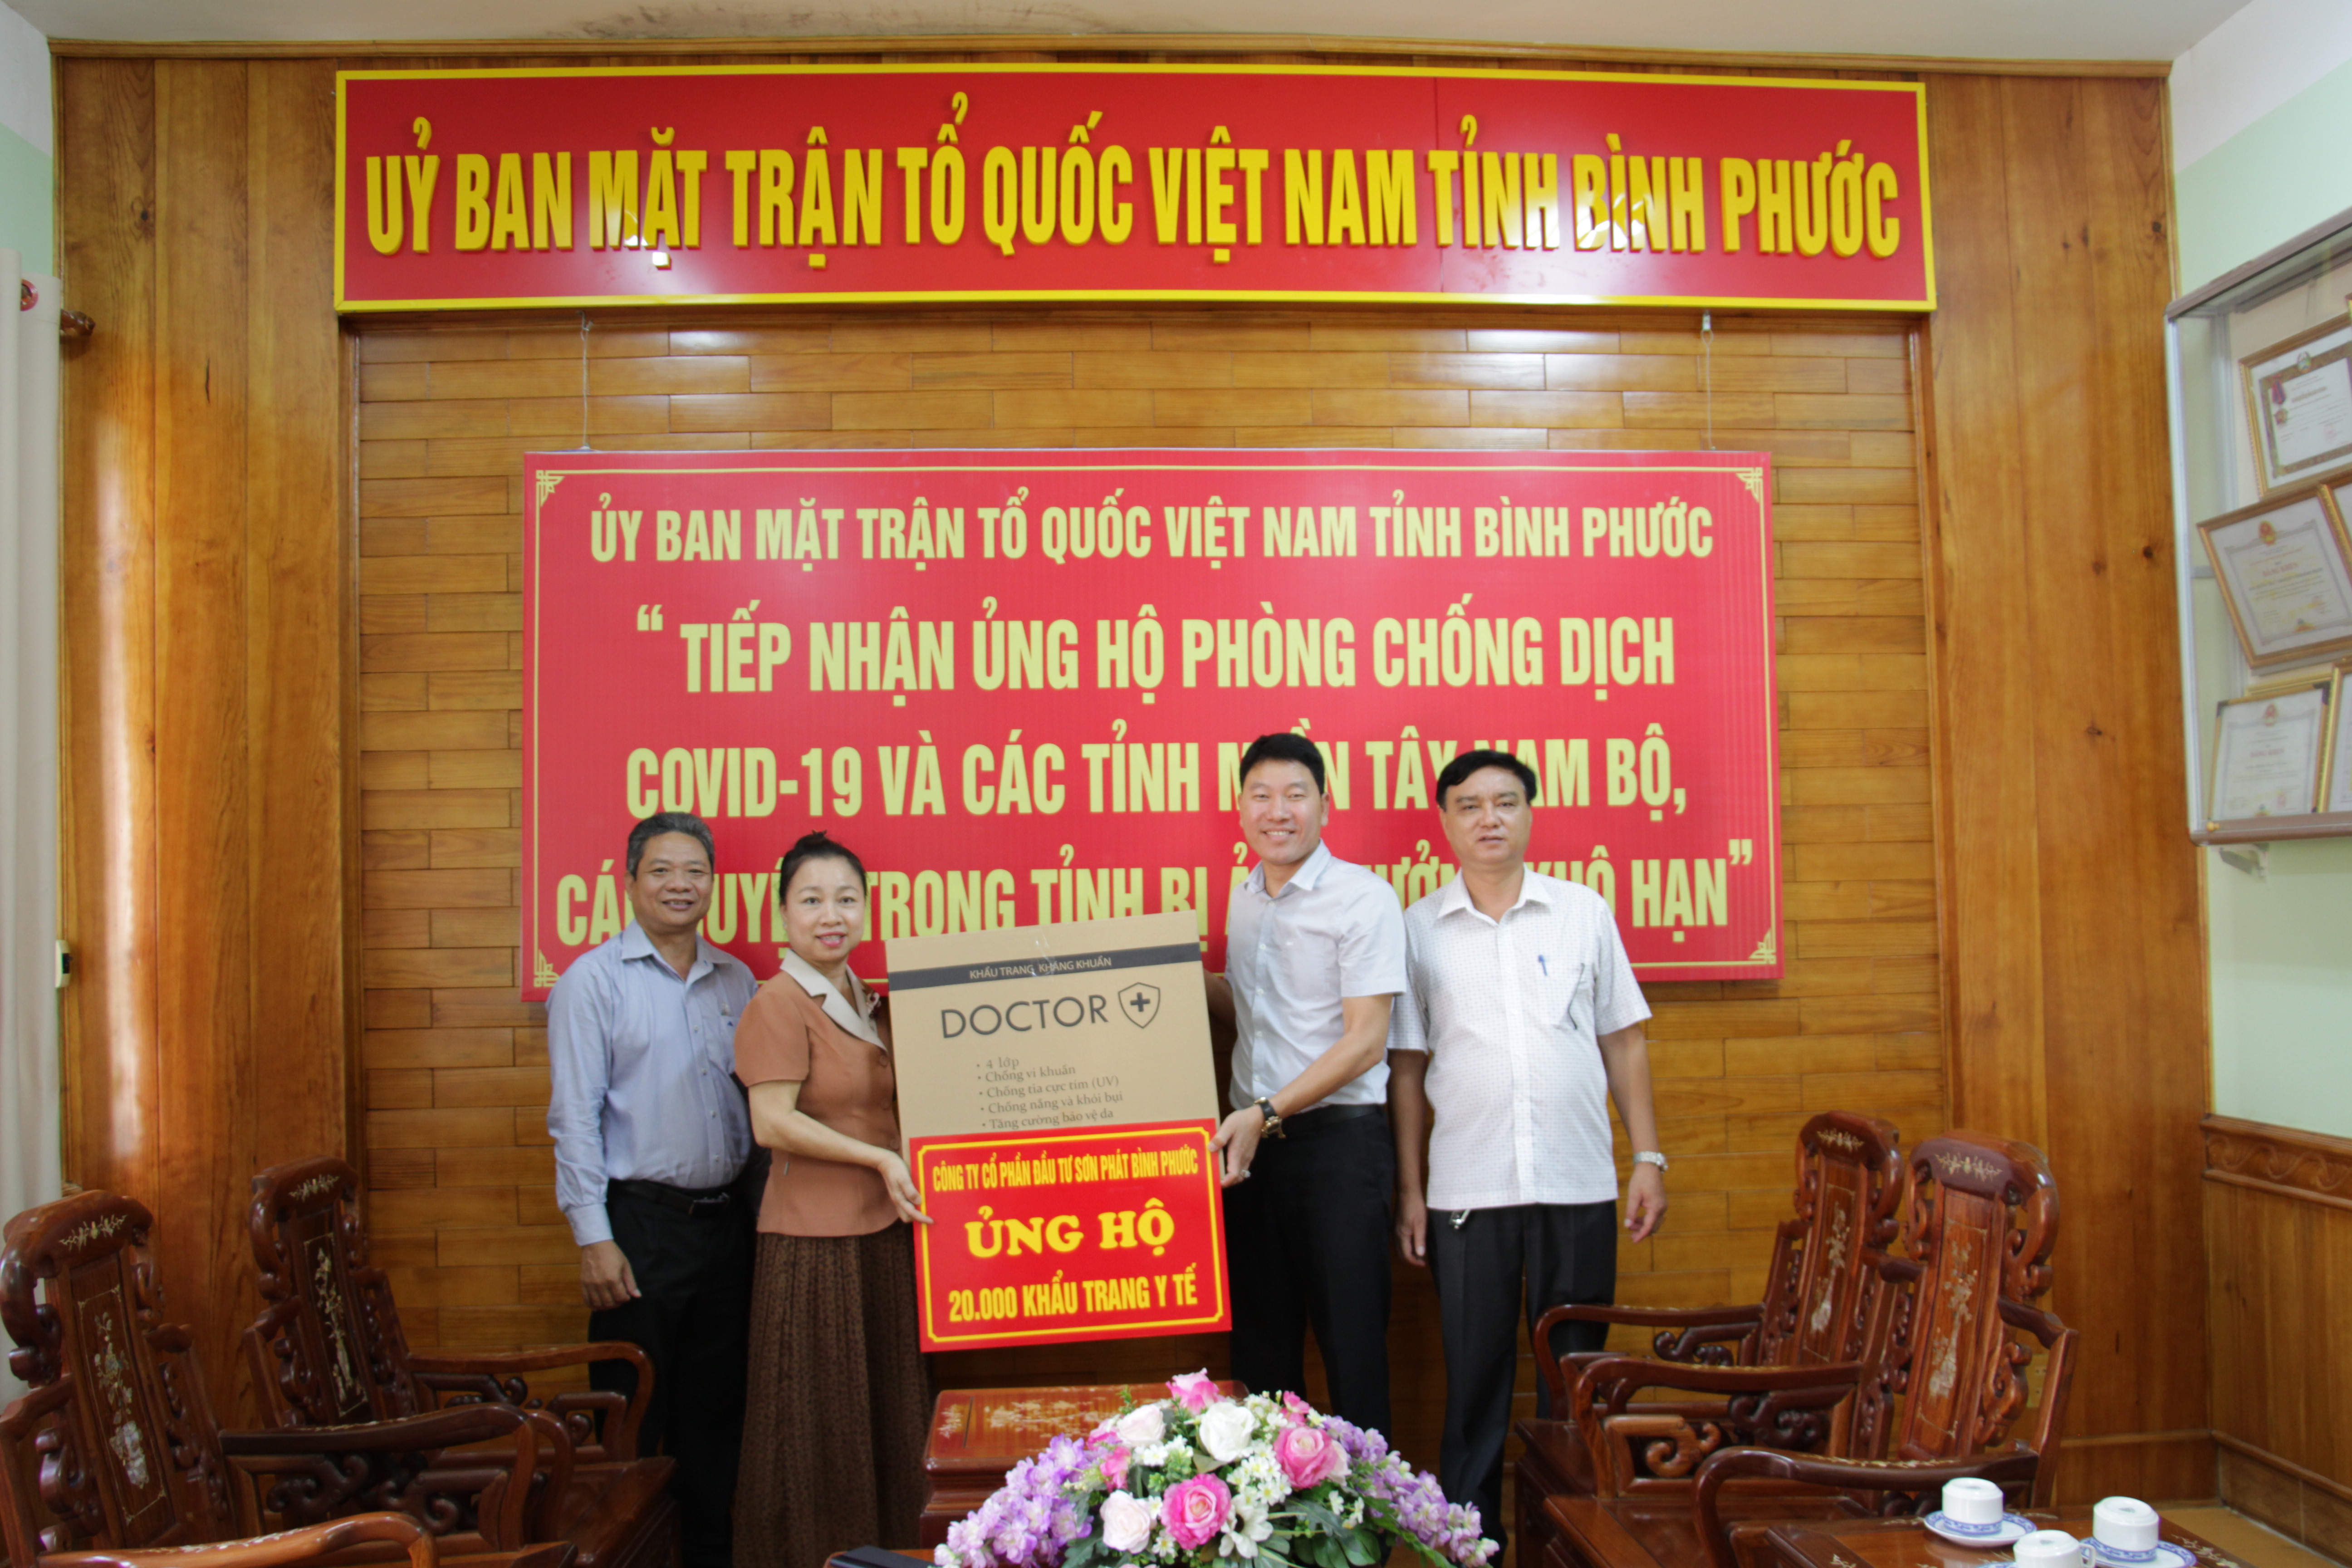 UỶ BAN MẶT TRẬN TỔ QUỐC VIỆT NAM TỈNH BÌNH PHƯỚC
ỦY BAN MẶT TRẬN TỔ QUỐC VIỆT NAM TỈNH BÌNH PHƯỚC
“ TIẾP NHẬN ỦNG HỘ PHÒNG CHỐNG DỊCH
COVID-19 VÀ CÁC TỈNH MIỀN TÂY NAM BỘ,
TRONG TỈNH BỊ HẠN”
KHẨU TRANG KHÁNG KHUẨN
DOCTOR
• 4 lớp
• Chống vi khuẩn
• Chống tia cực tím (UV)
• Chống nắng và khói bụi
• Tăng cường bảo vệ da
CÔNG TY CỔ PHẦN ĐẦU TƯ SƠN PHÁT BÌNH PHƯỚC
ỦNG HỘ
20.000 KHẨU TRANG Y TẾ